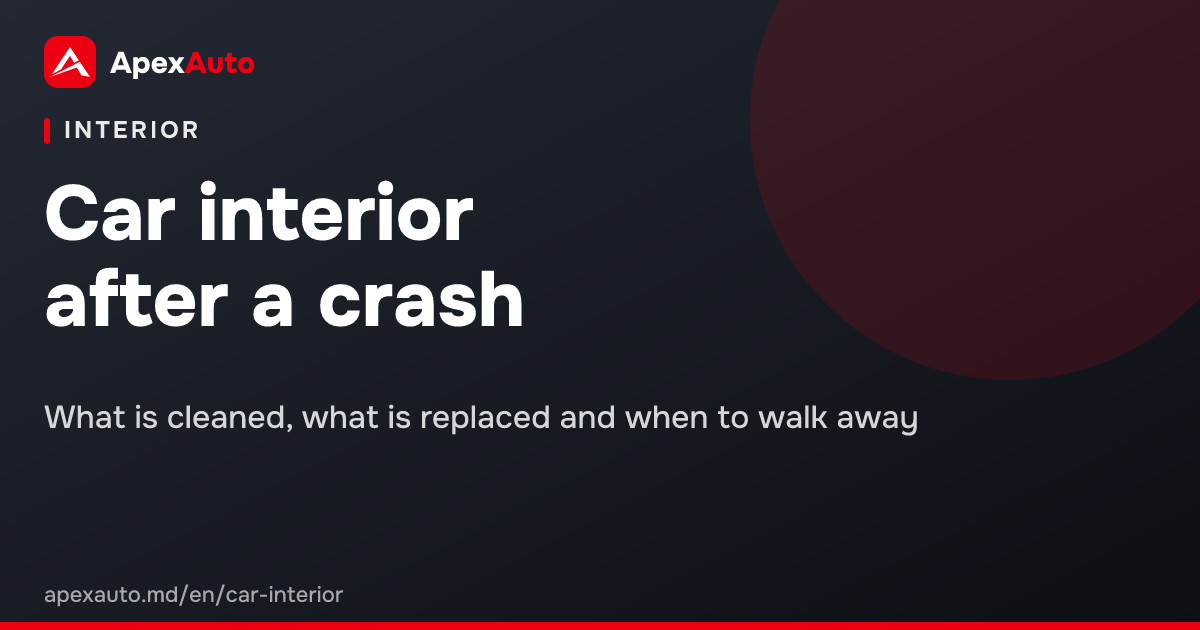 ApexAuto
INTERIOR
Car interior
after a crash
What is cleaned, what is replaced and when to walk away
apexauto.md/en/car-interior